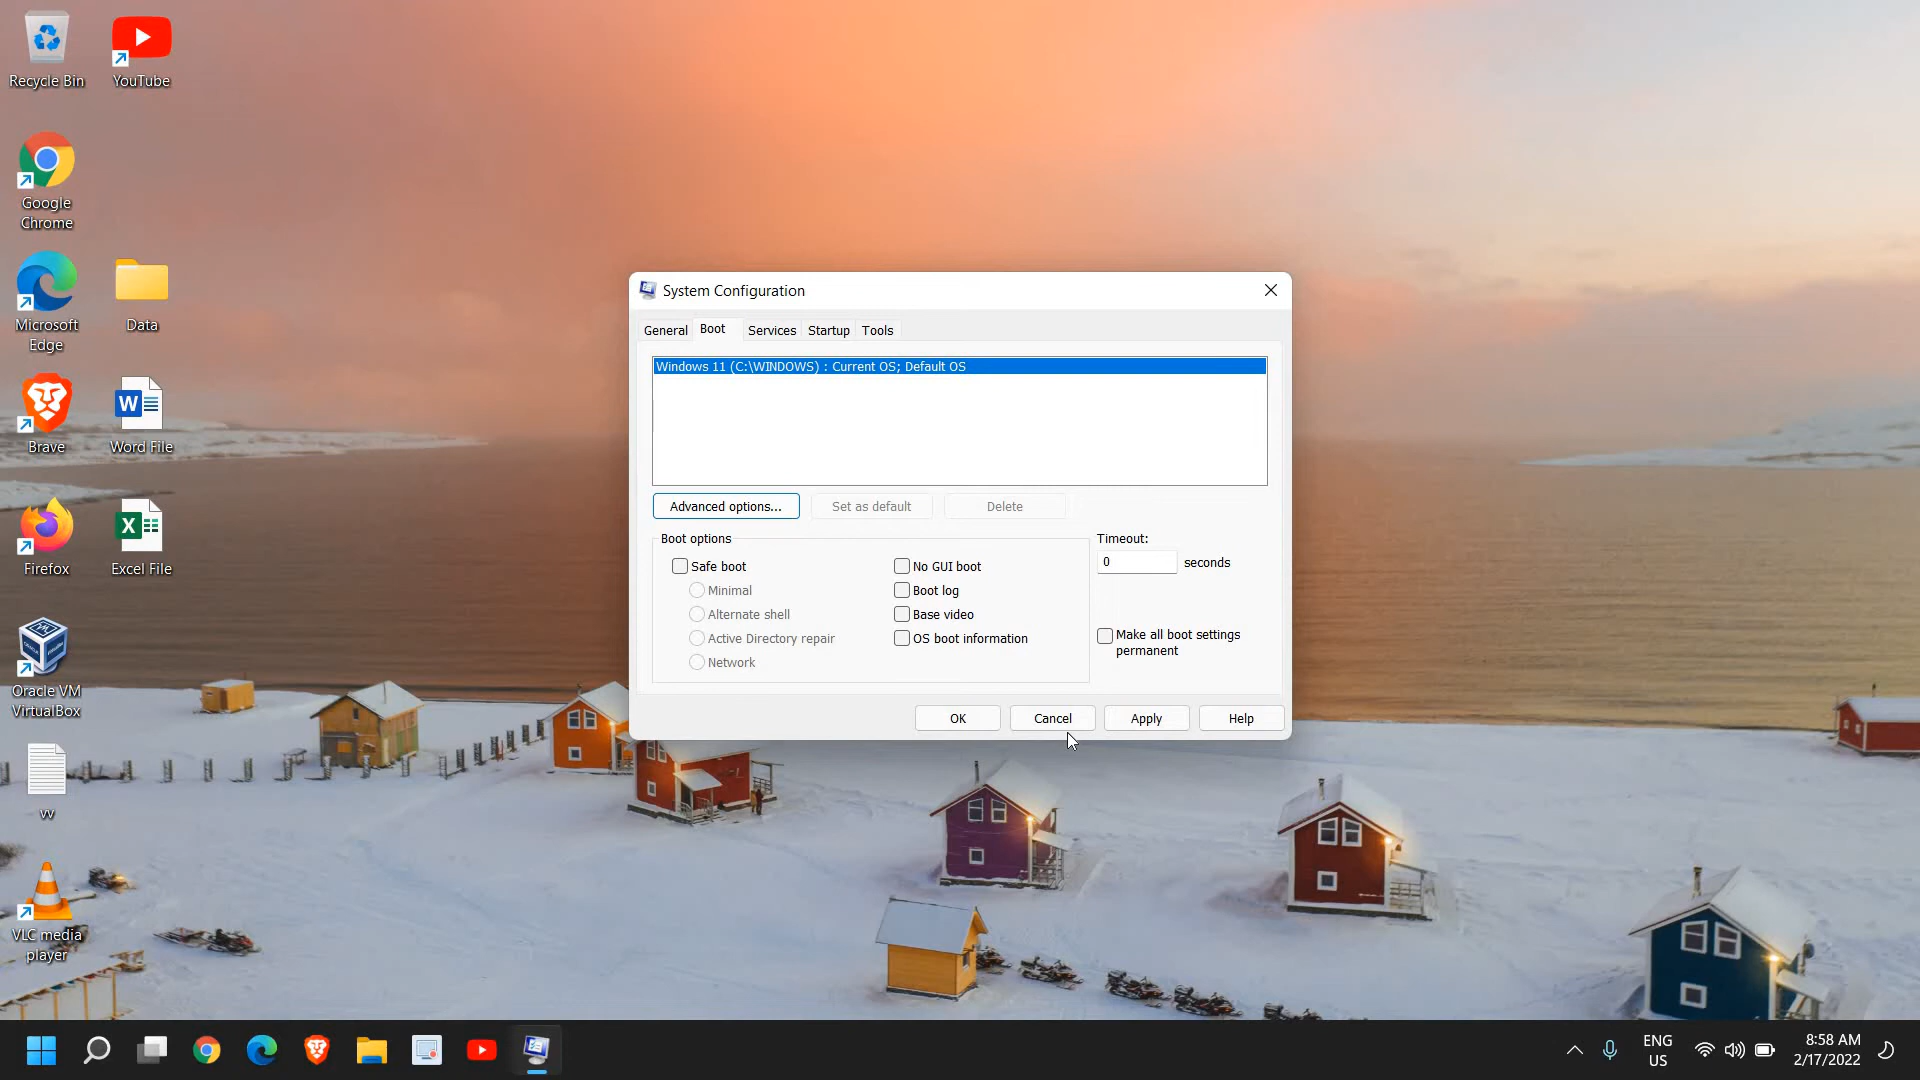 Recycle Bin
YouTube
Google
Chrome
Microsoft
Edge
Data
Brave
Word File
Firefox
Excel File
Oracle VM
VirtualBox
vv
VLC media
player
System Configuration
General
Boot
Services
Startup
Tools
Windows 11 (C:\WINDOWS) : Current OS; Default OS
Advanced options...
Set as default
Delete
Boot options
Safe boot
Minimal
Alternate shell
Active Directory repair
Network
No GUI boot
Boot log
Base video
OS boot information
Timeout:
0 seconds
Make all boot settings
permanent
OK
Cancel
Apply
Help
ENG
US
8:58 AM
2/17/2022